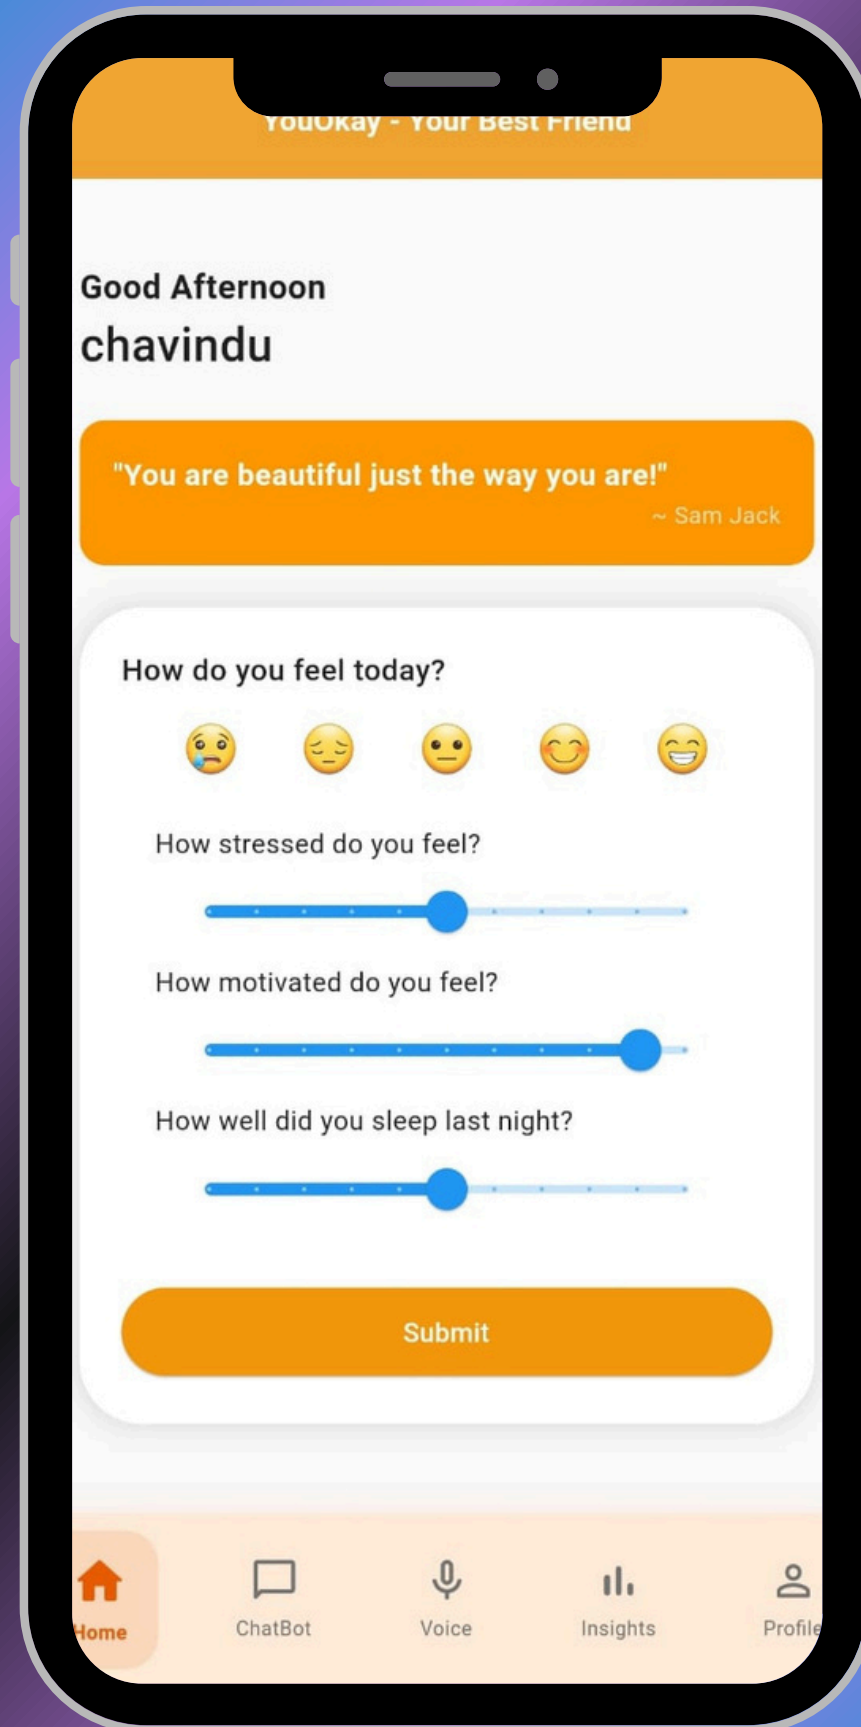 YouOkay - Your Best Friend
Good Afternoon
chavindu
"You are beautiful just the way you are!"
~ Sam Jack
How do you feel today?
How stressed do you feel?
How motivated do you feel?
How well did you sleep last night?
Submit
Home ChatBot Voice Insights Profile